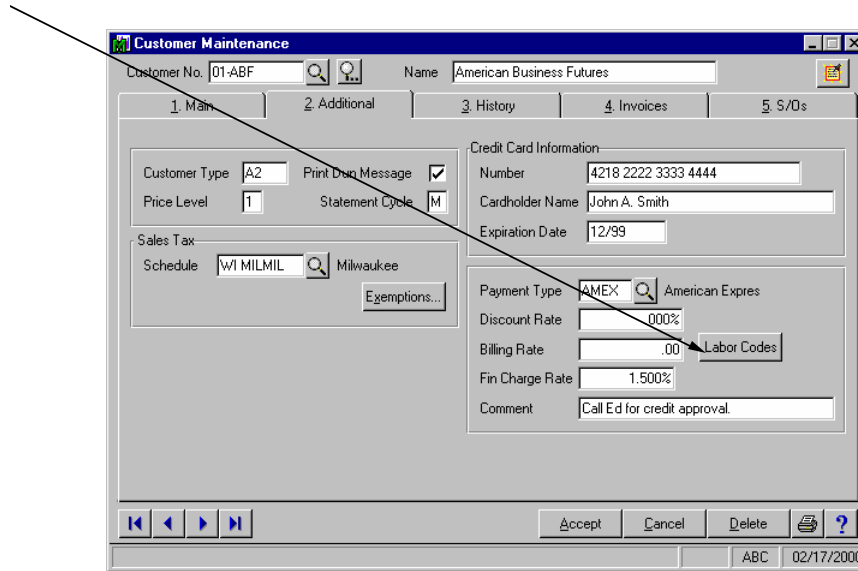 Customer Maintenance
Customer No. 01-ABF Name American Business Futures
1. Main 2. Additional 3. History 4. Invoices 5. S/Os
Customer Type A2 Print Dun Message
Price Level 1 Statement Cycle M
Sales Tax
Schedule WI MILMIL Milwaukee
Exemptions...
Credit Card Information
Number 4218 2222 3333 4444
Cardholder Name John A. Smith
Expiration Date 12/99
Payment Type AMEX American Expres
Discount Rate 000%
Billing Rate .00 Labor Codes
Fin Charge Rate 1.500%
Comment Call Ed for credit approval.
Accept Cancel Delete ?
ABC 02/17/2000